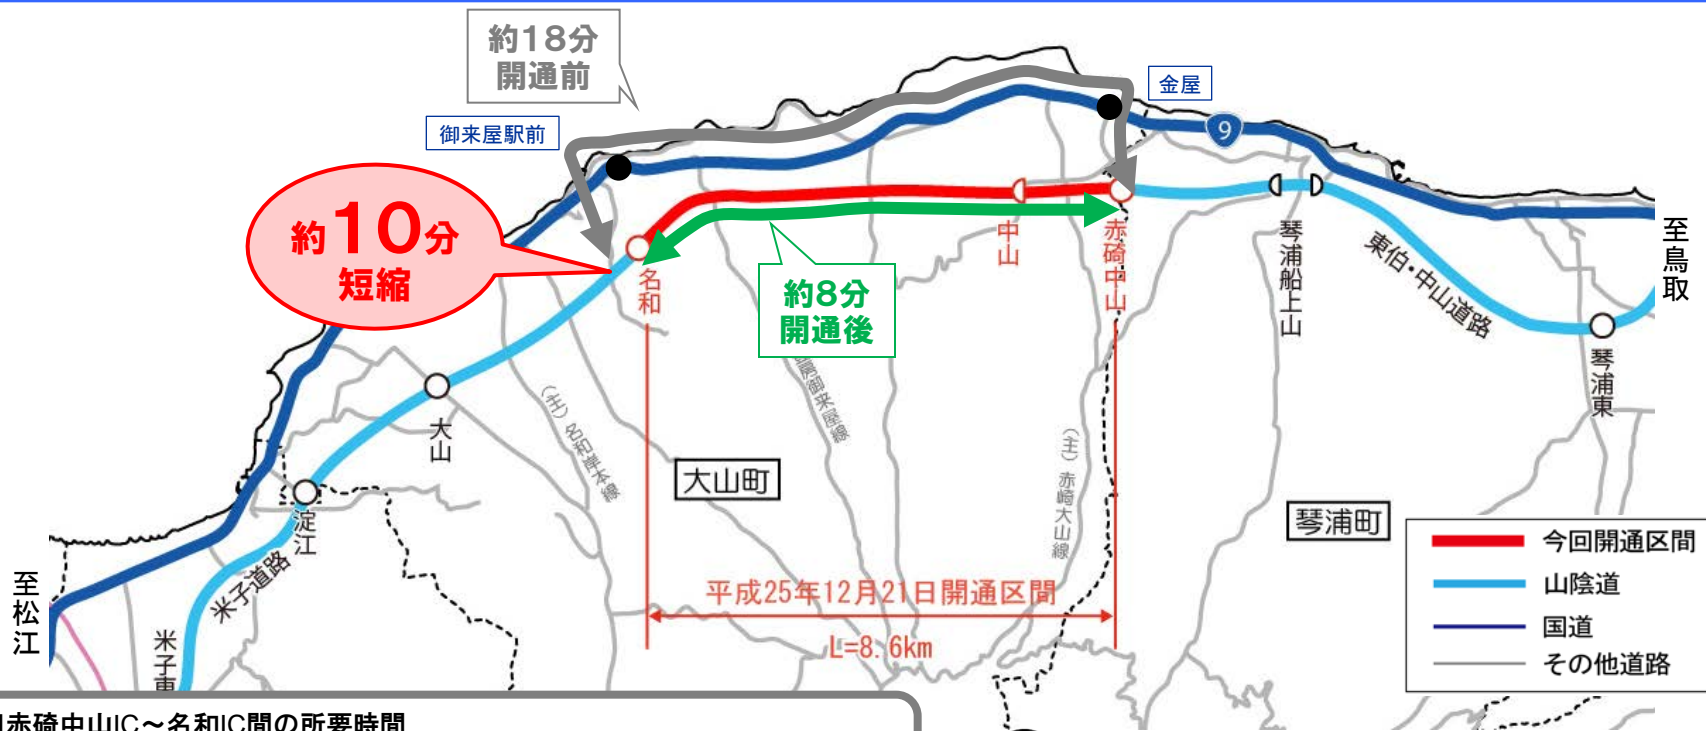 約18分
開通前
御来屋駅前
金屋
9
約10分
短縮
名和
約8分
開通後
中山
赤碕中山
琴浦船上山
東伯・中山道路
至鳥取
琴浦東
大山
淀江
米子道路
至松江
(主)名和岸本線
御来屋線
(主)赤崎大山線
大山町
琴浦町
平成25年12月21日開通区間
L=8.6km
今回開通区間
山陰道
国道
その他道路
赤碕中山IC～名和IC間の所要時間